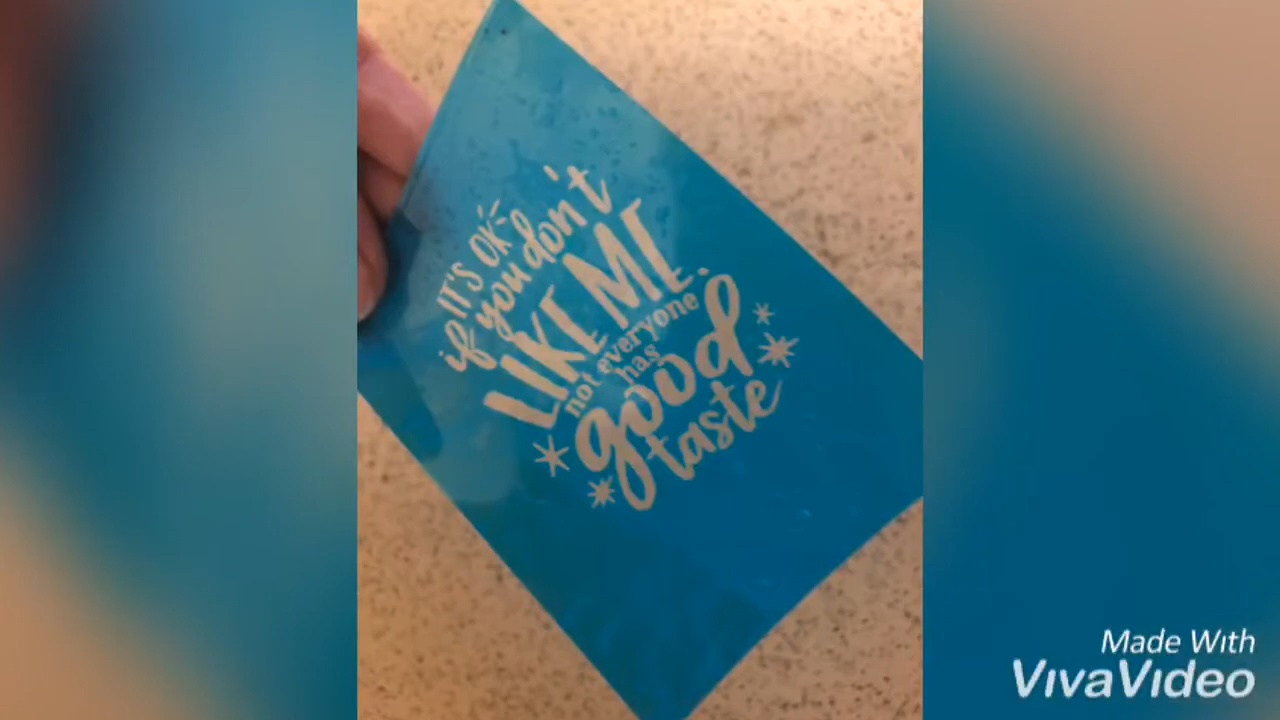 IT'S OK
if you don't
LIKE ME.
not everyone
has
good
taste
Made With
VivaVideo